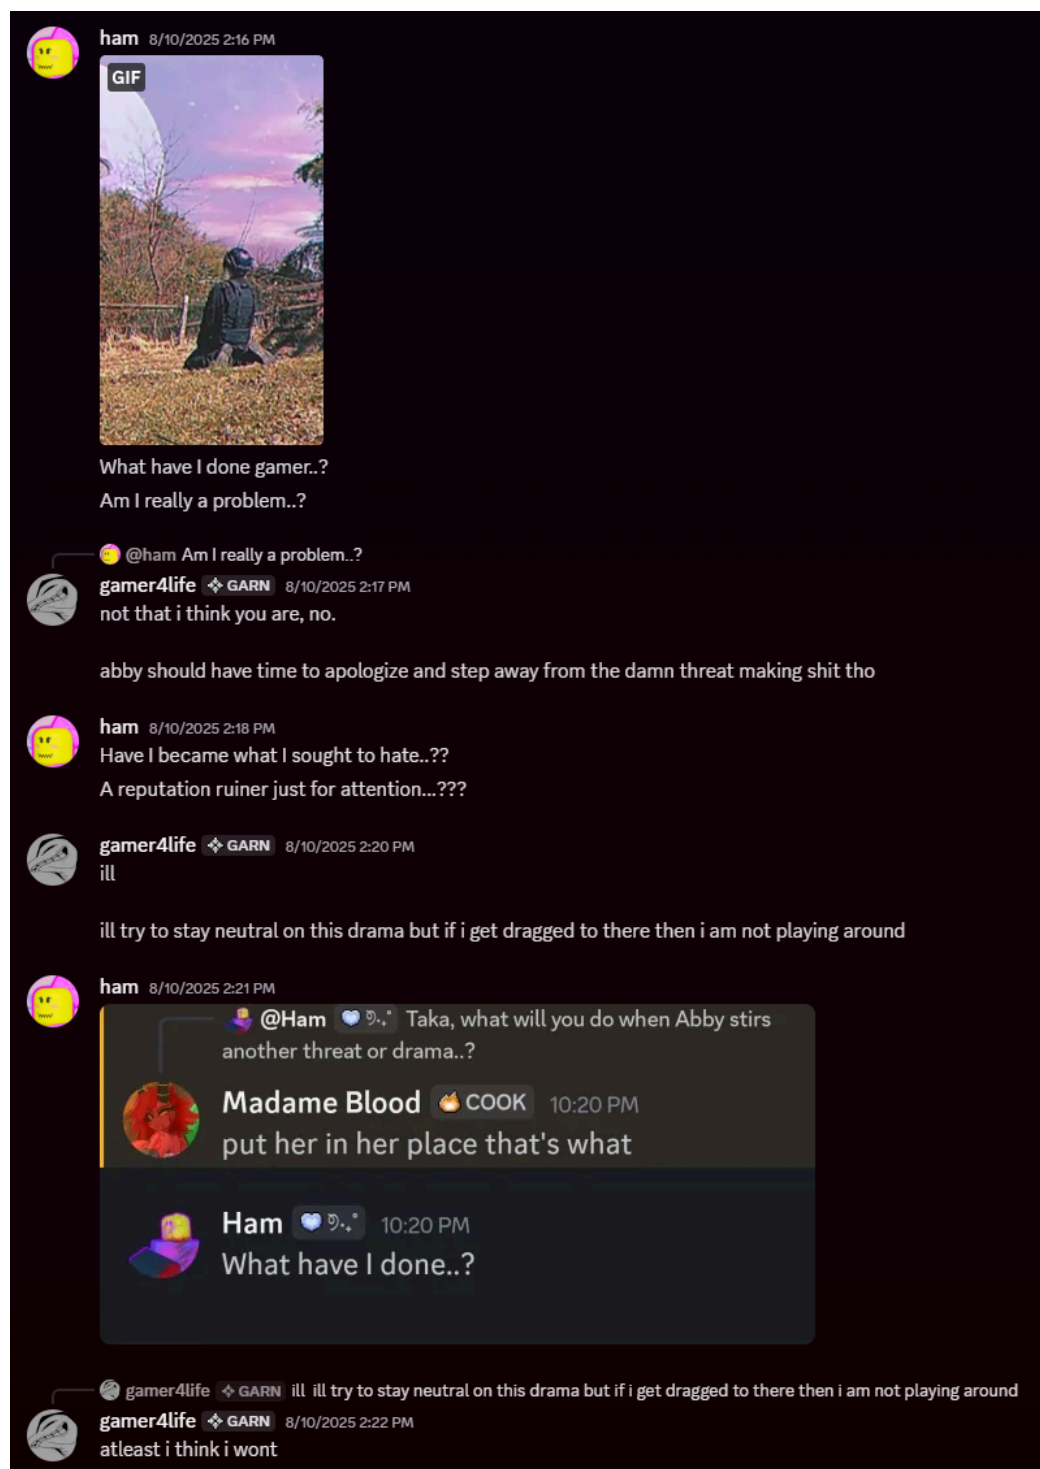 ham 8/10/2025 2:16 PM
GIF
What have I done gamer..?
Am I really a problem..?
@ham Am I really a problem..?
gamer4life GARN 8/10/2025 2:17 PM
not that i think you are, no.
abby should have time to apologize and step away from the damn threat making shit tho
ham 8/10/2025 2:18 PM
Have I became what I sought to hate..??
A reputation ruiner just for attention...???
gamer4life GARN 8/10/2025 2:20 PM
ill
ill try to stay neutral on this drama but if i get dragged to there then i am not playing around
ham 8/10/2025 2:21 PM
@Ham Taka, what will you do when Abby stirs
another threat or drama..?
Madame Blood COOK 10:20 PM
put her in her place that's what
Ham 10:20 PM
What have I done..?
gamer4life GARN ill ill try to stay neutral on this drama but if i get dragged to there then i am not playing around
gamer4life GARN 8/10/2025 2:22 PM
atleast i think i wont